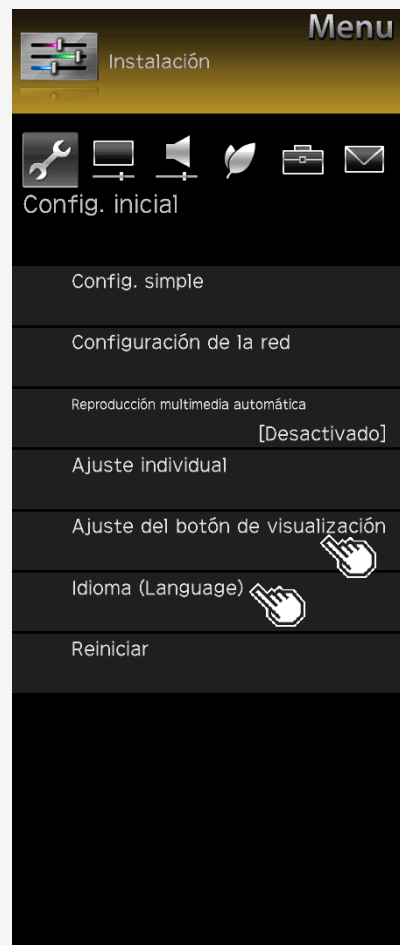 Menu
Instalación
Config. inicial
Config. simple
Configuración de la red
Reproducción multimedia automática
[Desactivado]
Ajuste individual
Ajuste del botón de visualización
Idioma (Language)
Reiniciar